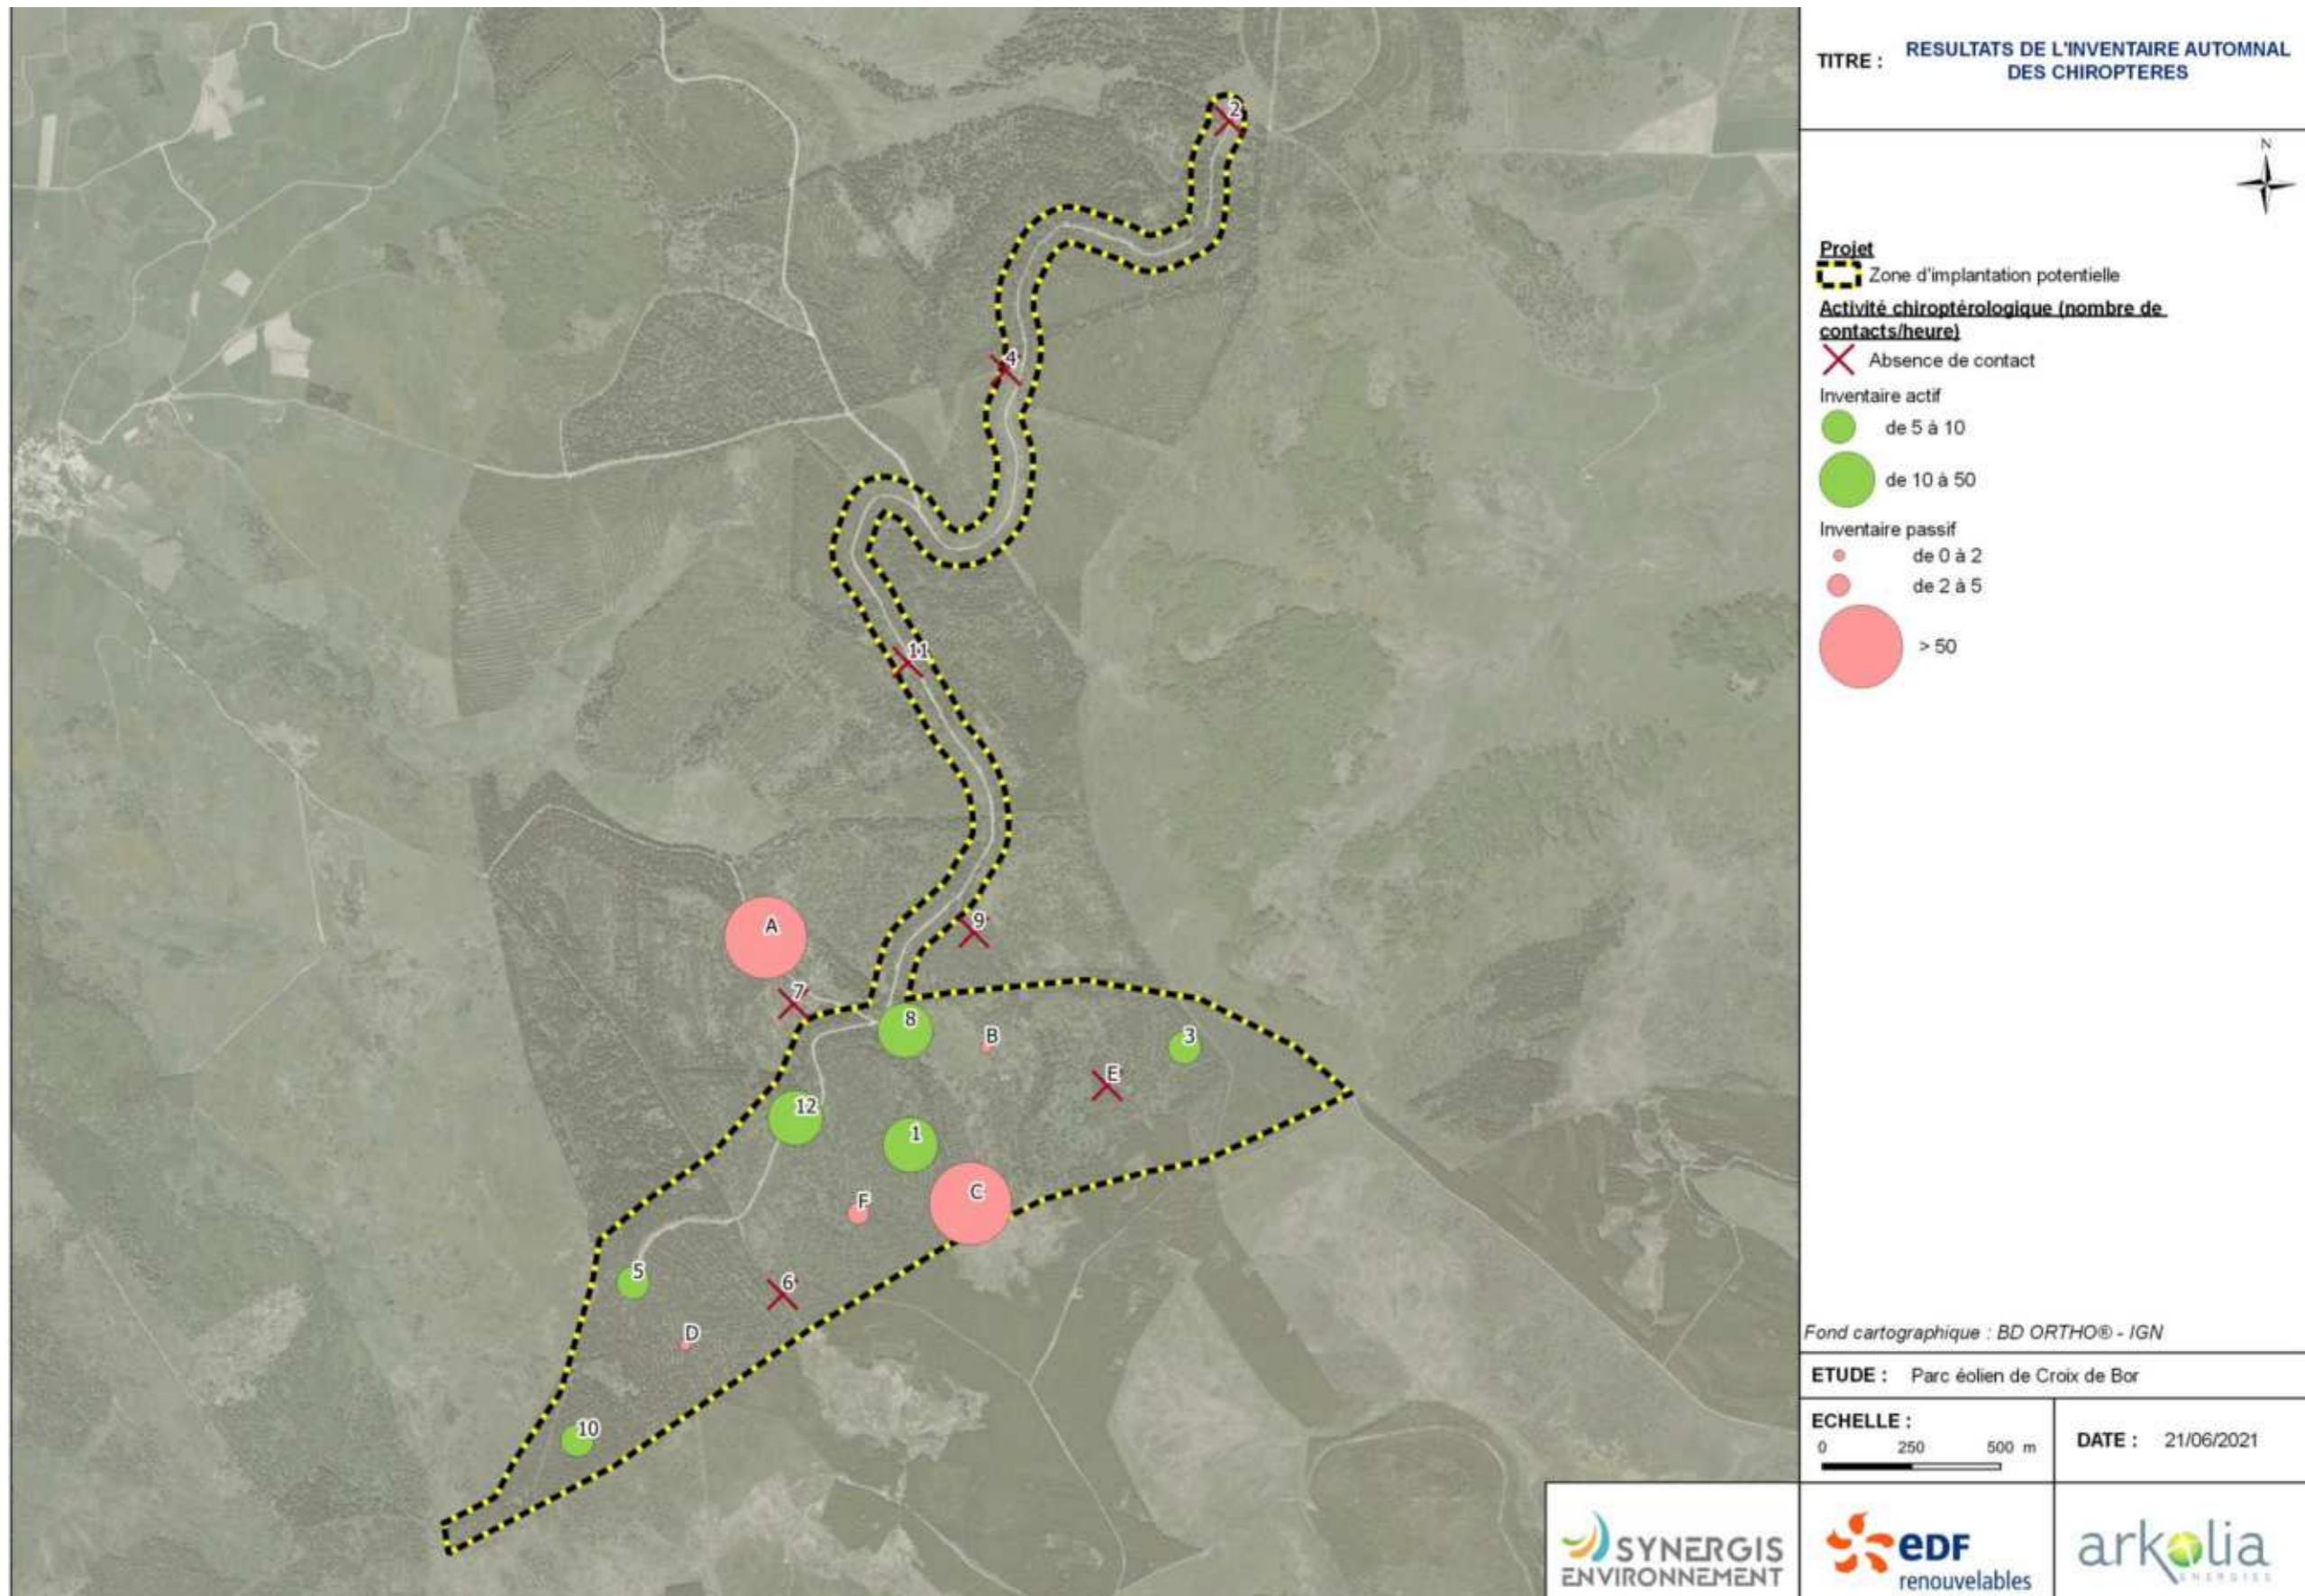 TITRE : RESULTATS DE L'INVENTAIRE AUTOMNAL
DES CHIROPTERES
N
Projet
Zone d'implantation potentielle
Activité chiroptérologique (nombre de
contacts/heure)
Absence de contact
Inventaire actif
de 5 à 10
de 10 à 50
Inventaire passif
de 0 à 2
de 2 à 5
> 50
2
4
11
A
9
7
8
B
3
E
12
1
C
F
5
6
D
10
Fond cartographique : BD ORTHO® - IGN
ETUDE : Parc éolien de Croix de Bor
ECHELLE :
0 250 500 m
DATE : 21/06/2021
SYNERGIS
ENVIRONNEMENT
eDF
renouvelables
arkolia
ENERGIES